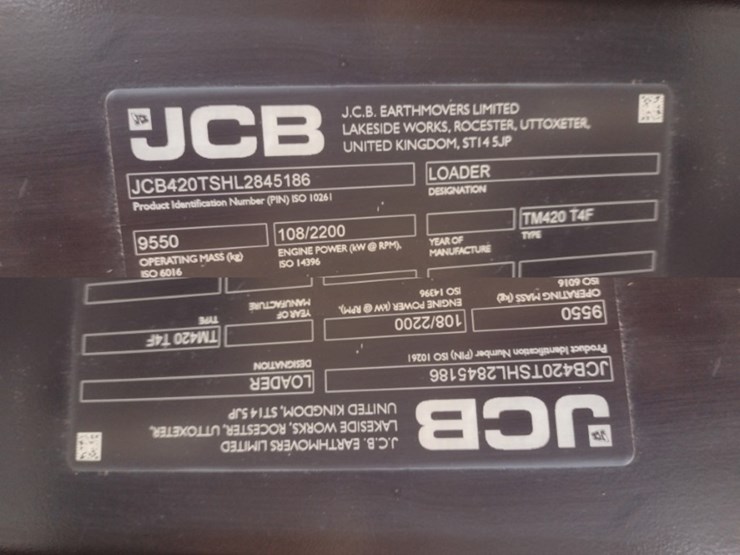 JCB
J.C.B. EARTHMOVERS LIMITED
LAKESIDE WORKS, ROCESTER, UTTOXETER,
UNITED KINGDOM, ST14 5JP
JCB420TSHL2845186
Product Identification Number (PIN) ISO 10261
LOADER
DESIGNATION
9550
OPERATING MASS (kg)
ISO 6016
108/2200
ENGINE POWER (kW @ RPM).
ISO 14396
YEAR OF
MANUFACTURE
TM420 T4F
TYPE
JCB
J.C.B. EARTHMOVERS LIMITED
LAKESIDE WORKS, ROCESTER, UTTOXETER,
UNITED KINGDOM, ST14 5JP
JCB420TSHL2845186
Product Identification Number (PIN) ISO 10261
LOADER
DESIGNATION
9550
OPERATING MASS (kg)
ISO 6016
108/2200
ENGINE POWER (kW @ RPM).
ISO 14396
YEAR OF
MANUFACTURE
TM420 T4F
TYPE